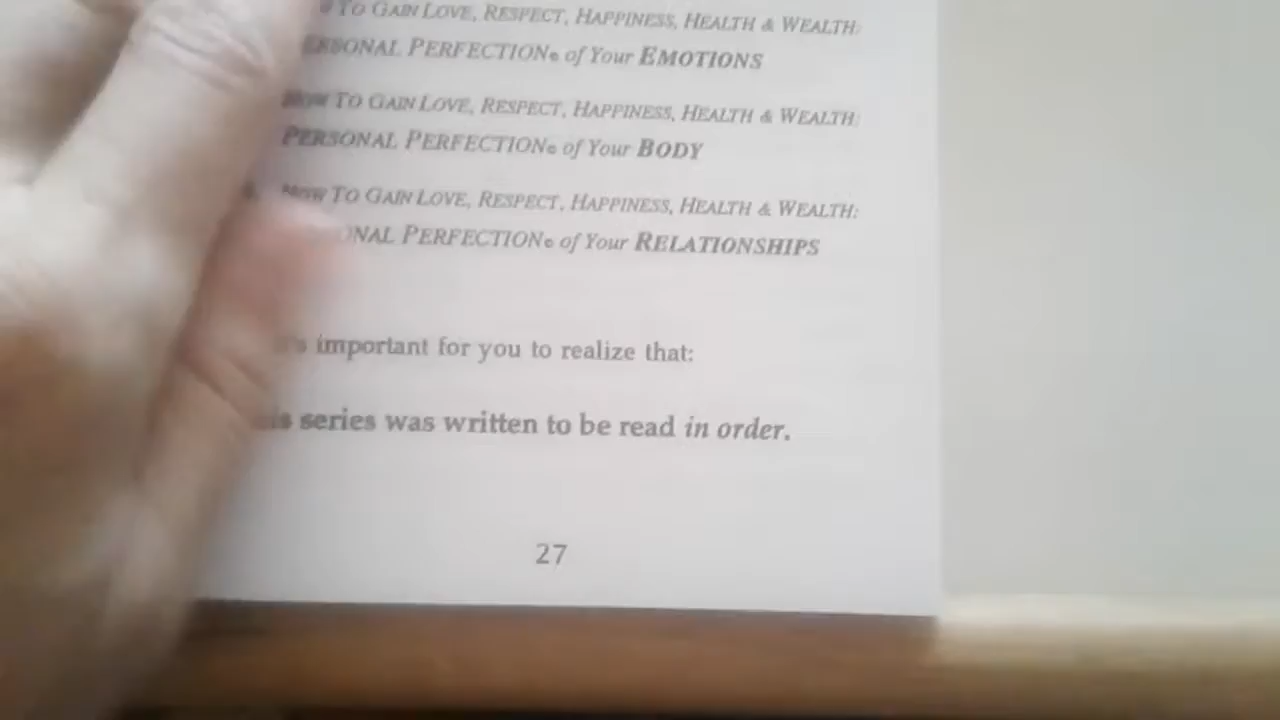 TO GAIN LOVE, RESPECT, HAPPINESS, HEALTH & WEALTH:
PERSONAL PERFECTION© of Your EMOTIONS
HOW TO GAIN LOVE, RESPECT, HAPPINESS, HEALTH & WEALTH:
PERSONAL PERFECTION© of Your BODY
HOW TO GAIN LOVE, RESPECT, HAPPINESS, HEALTH & WEALTH:
PERFECTION© of Your RELATIONSHIPS
important for you to realize that:
series was written to be read in order.
27